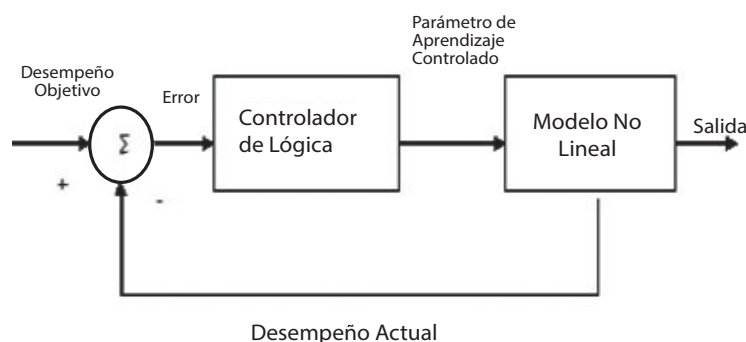 Desempeño
Objetivo
Error
Parámetro de
Aprendizaje
Controlado
Σ
Controlador
de Lógica
Modelo No
Lineal
Salida
+
-
Desempeño Actual